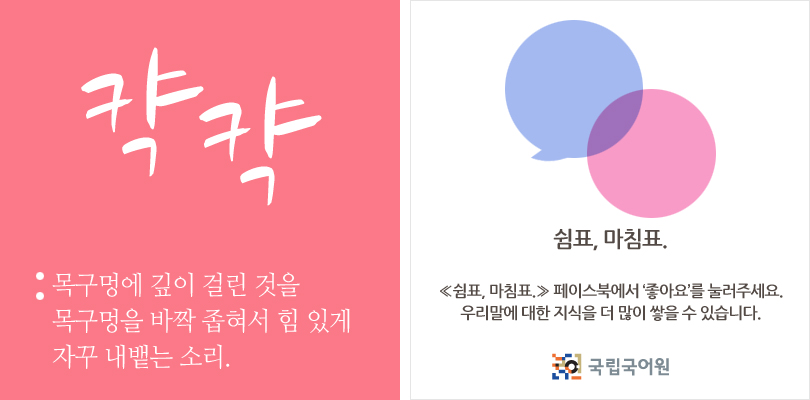 캭캭
: 목구멍에 깊이 걸린 것을
목구멍을 바짝 좁혀서 힘 있게
자꾸 내뱉는 소리.
쉼표, 마침표.
≪쉼표, 마침표.≫ 페이스북에서 ‘좋아요’를 눌러주세요.
우리말에 대한 지식을 더 많이 쌓을 수 있습니다.
국립국어원